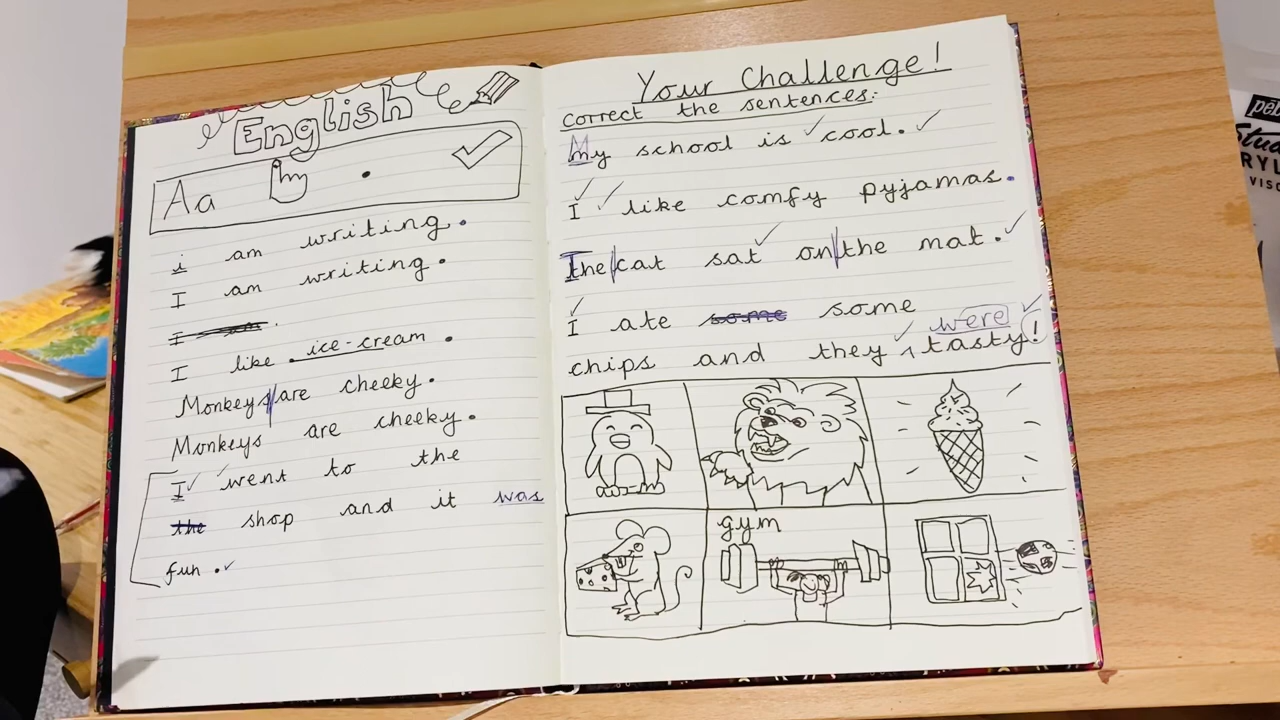 English
Aa .
i am writing.
I am writing.
I
I like ice-cream.
Monkeys|are cheeky.
Monkeys are cheeky.
I went to the
the shop and it was
fun.
Your Challenge!
correct the sentences:
My school is cool.
I like comfy pyjamas.
The|cat sat on|the mat.
I ate some some
chips and they were tasty!
gym